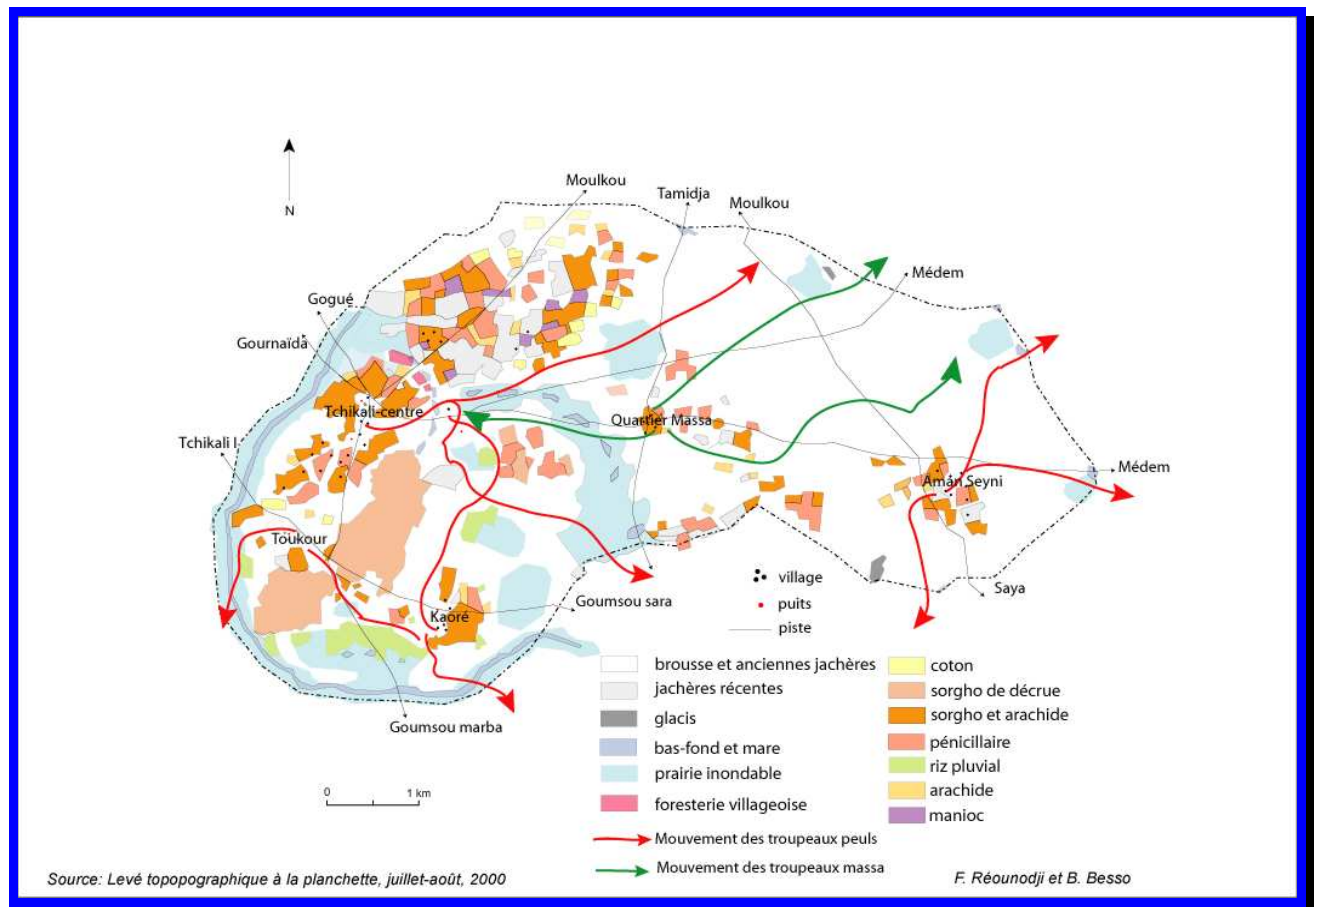 N
Moulkou
Tamidja
Moulkou
Médem
Gogué
Gournaïda
Tchikali-centre
Quartier Massa
Tchikali I
Médem
Amán Seyni
Toukour
Saya
Goumsou sara
Kaoré
Goumsou marba
0 1 km
village
puits
piste
brousse et anciennes jachères
jachères récentes
glacis
bas-fond et mare
prairie inondable
foresterie villageoise
coton
sorgho de décrue
sorgho et arachide
pénicillaire
riz pluvial
arachide
manioc
Mouvement des troupeaux peuls
Mouvement des troupeaux massa
Source: Levé topopographique à la planchette, juillet-août, 2000
F. Réounodji et B. Besso